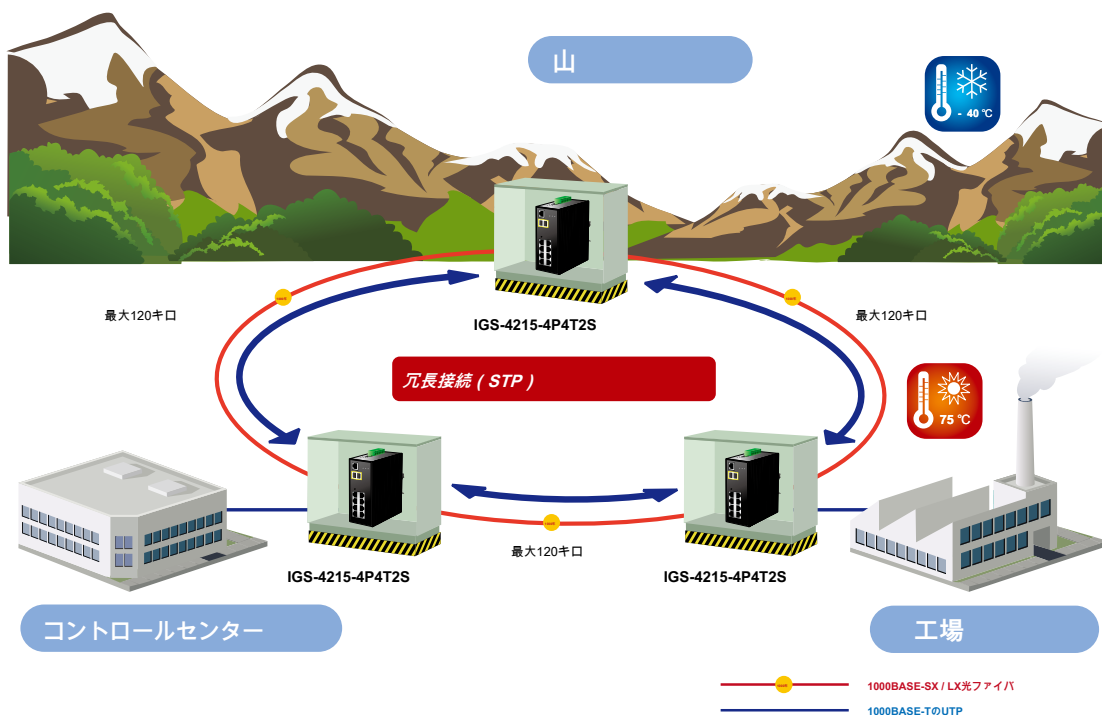 山
- 40 ℃
最大120キロ
最大120キロ
IGS-4215-4P4T2S
冗長接続 ( STP )
75 ℃
最大120キロ
IGS-4215-4P4T2S
IGS-4215-4P4T2S
コントロールセンター
工場
1000BASE-SX / LX光ファイバ
1000BASE-TのUTP